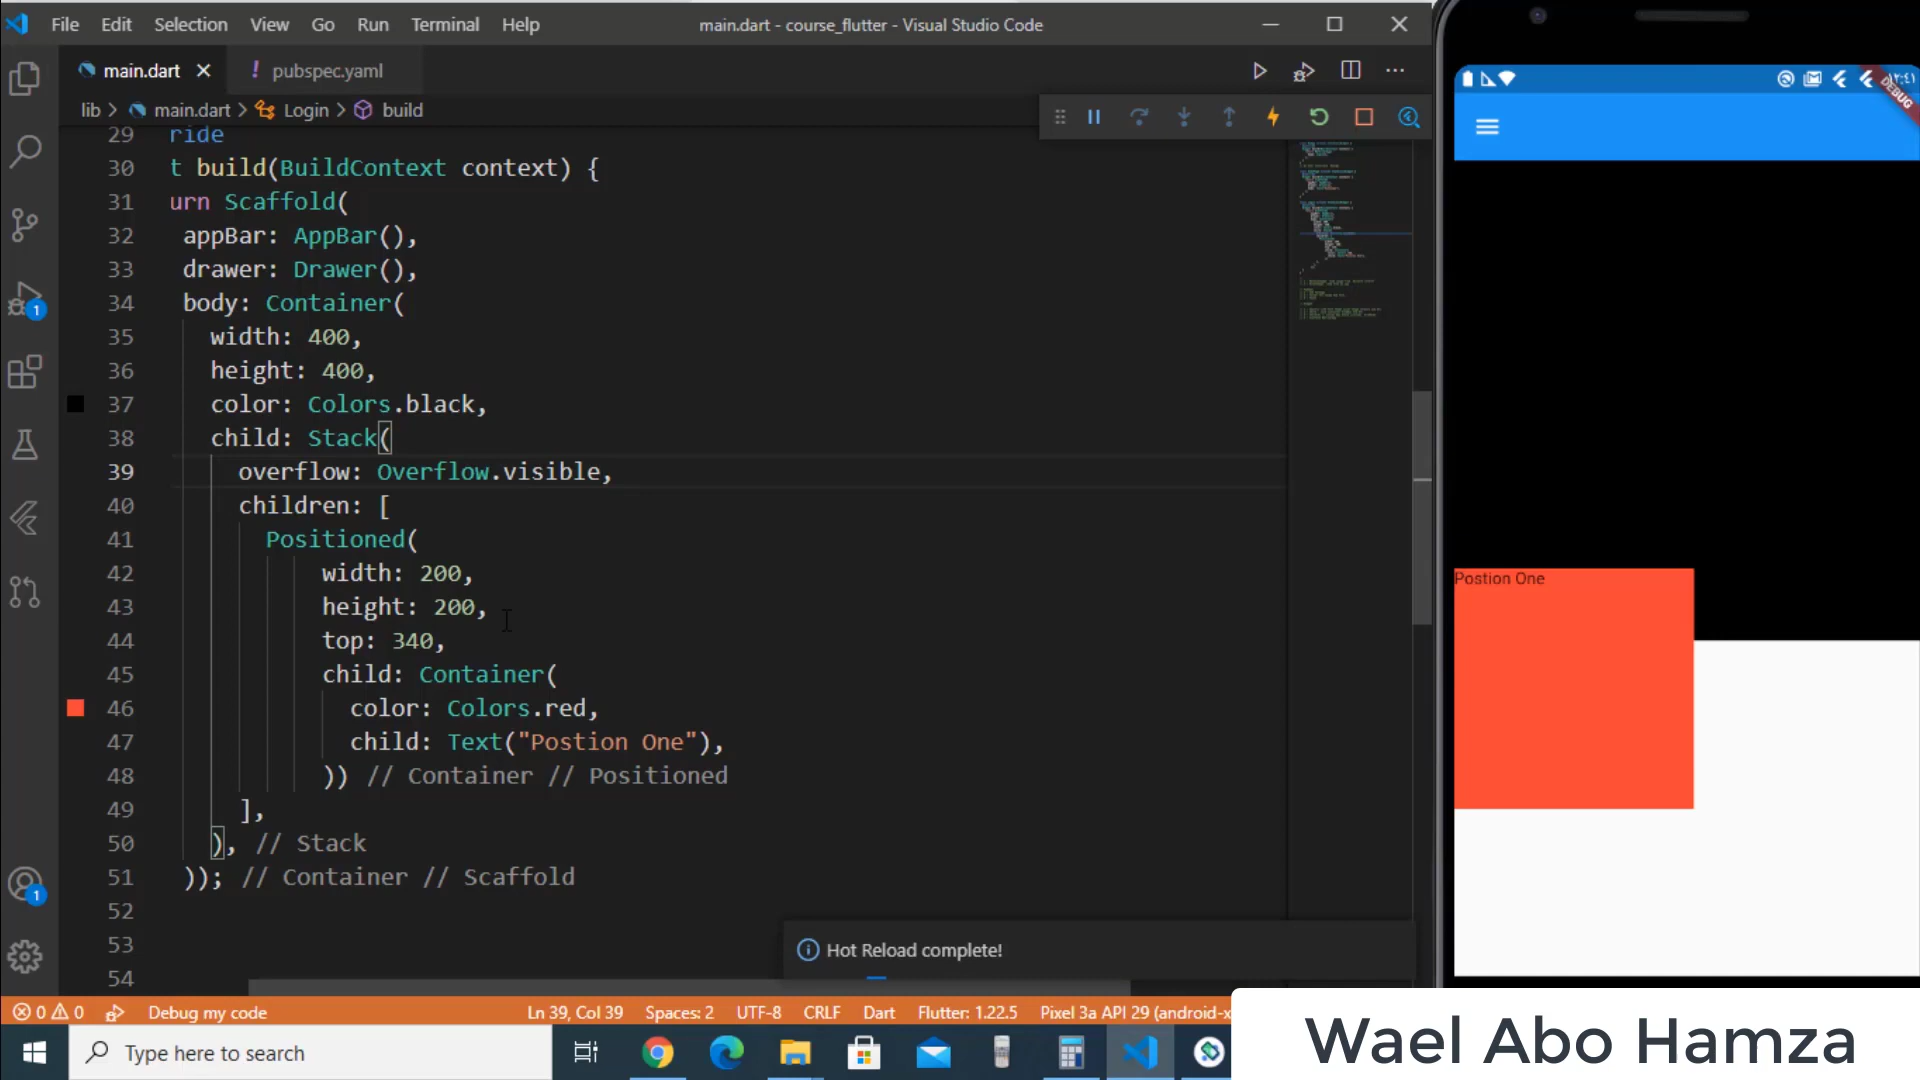 File Edit Selection View Go Run Terminal Help
main.dart - course_flutter - Visual Studio Code
main.dart
! pubspec.yaml
lib > main.dart > Login > build
29 ride
30 t build(BuildContext context) {
31 urn Scaffold(
32 appBar: AppBar(),
33 drawer: Drawer(),
34 body: Container(
35 width: 400,
36 height: 400,
37 color: Colors.black,
38 child: Stack(
39 overflow: Overflow.visible,
40 children: [
41 Positioned(
42 width: 200,
43 height: 200,
44 top: 340,
45 child: Container(
46 color: Colors.red,
47 child: Text("Postion One"),
48 )) // Container // Positioned
49 ],
50 ), // Stack
51 )); // Container // Scaffold
52
53
54
1
1
Hot Reload complete!
0 0 Debug my code
Ln 39, Col 39 Spaces: 2 UTF-8 CRLF Dart Flutter: 1.22.5 Pixel 3a API 29 (android-x
Type here to search
١٢:٤١
DEBUG
Postion One
Wael Abo Hamza